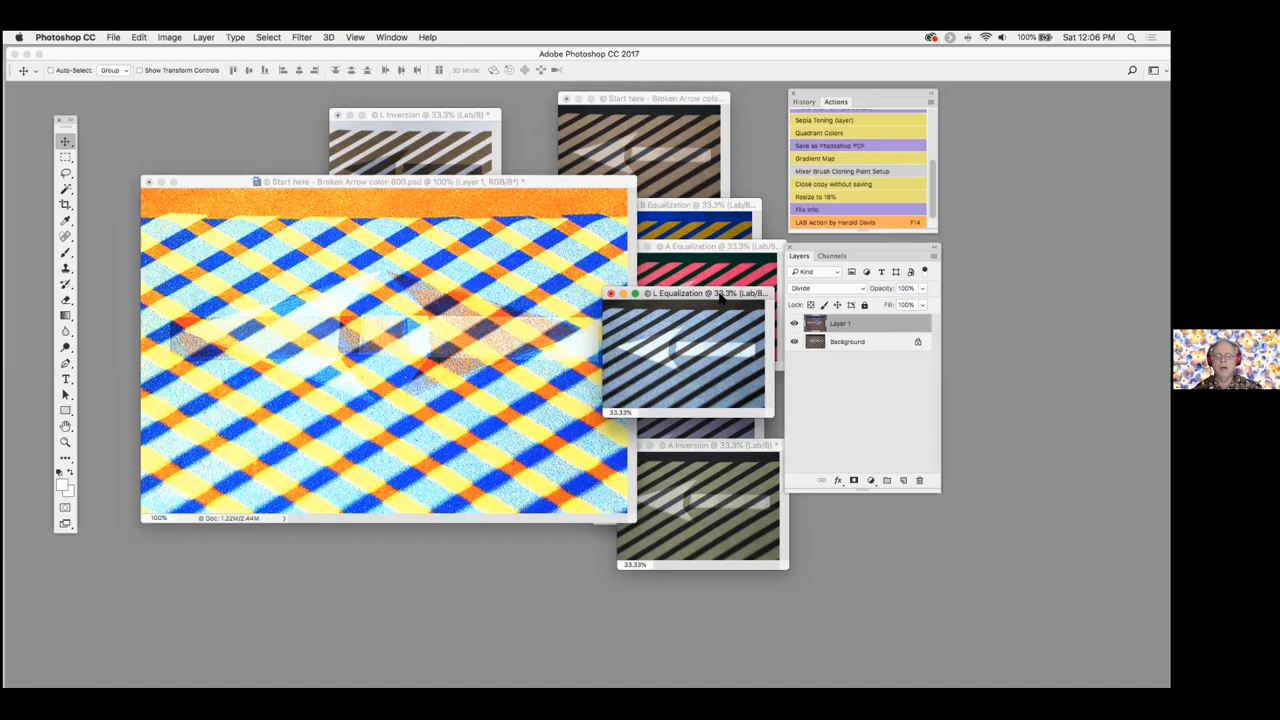 Photoshop CC File Edit Image Layer Type Select Filter 3D View Window Help 100% Sat 12:06 PM
Adobe Photoshop CC 2017
Auto-Select: Group Show Transform Controls 3D Mode:
© Start here - Broken Arrow colo...
History Actions
© L Inversion @ 33.3% (Lab/8) *
Sepia Toning (layer)
Quadrant Colors
Save as Photoshop PDF
Gradient Map
Mixer Brush Cloning Paint Setup
Close copy without saving
Resize to 16%
File Info
LAB Action by Harold Davis F14
© Start here - Broken Arrow color-800.psd @ 100% (Layer 1, RGB/8*) *
B Equalization @ 33.3% (Lab/8...
© A Equalization @ 33.3% (Lab/8...
© L Equalization @ 33.3% (Lab/8...
Layers Channels
Kind
Divide Opacity: 100%
Lock: Fill: 100%
Layer 1
Background
33.33%
© A Inversion @ 33.3% (Lab/8) *
100% © Doc: 1.22M/2.44M
33.33%